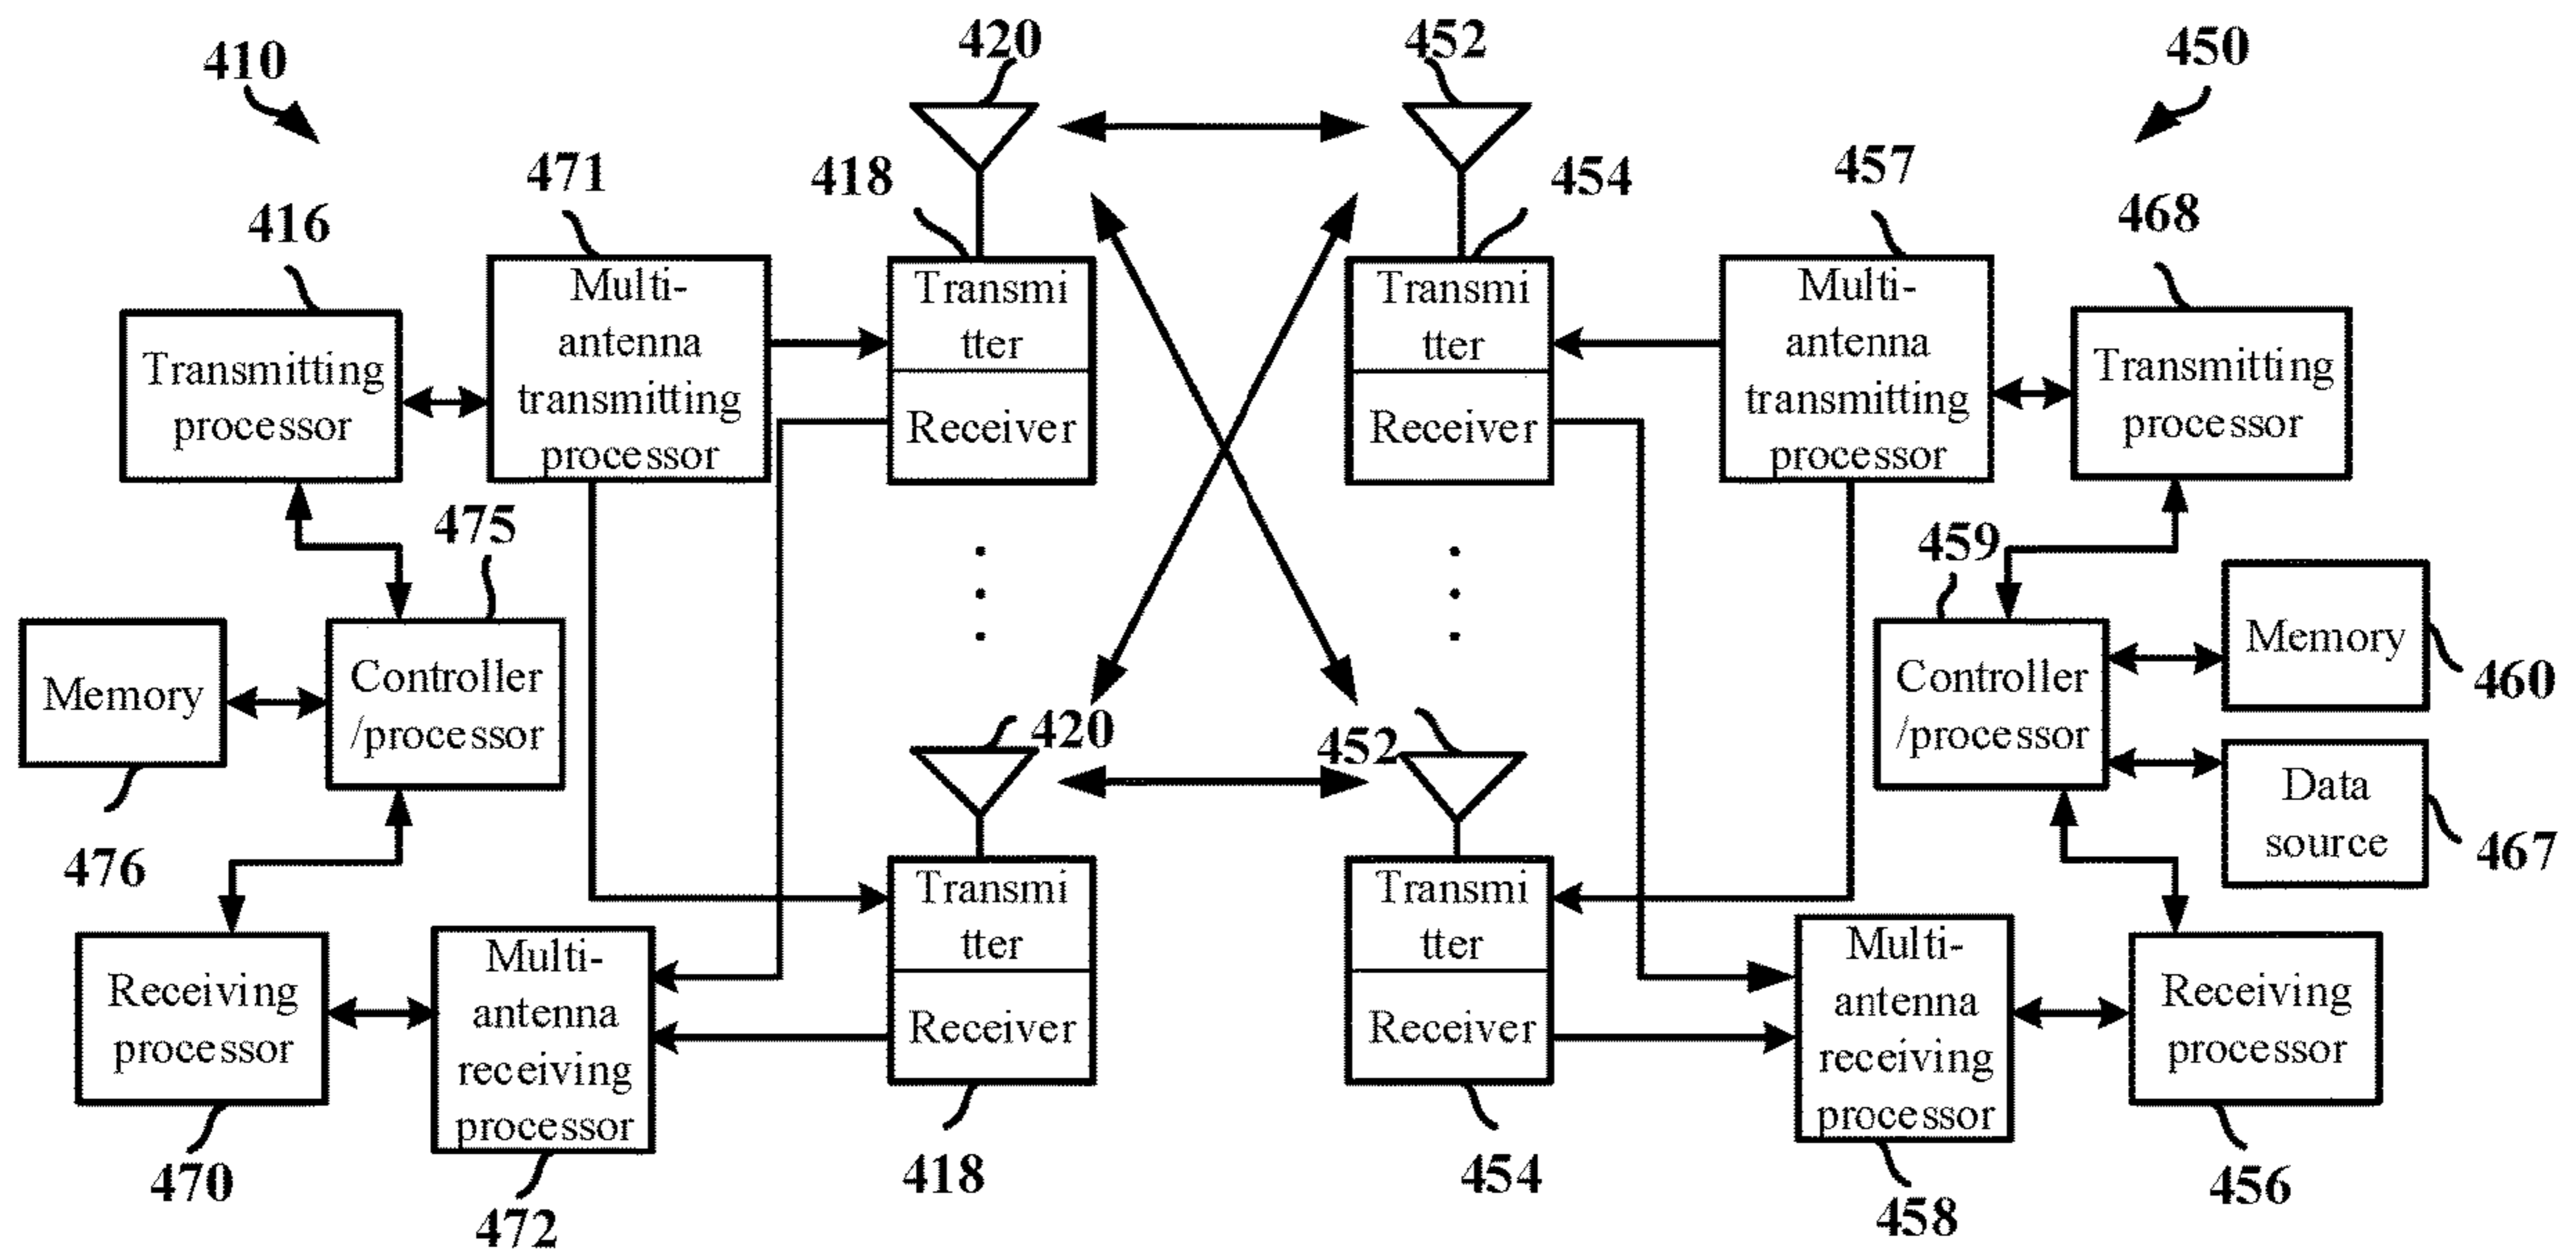 410
420
452
450
471
418
454
457
468
416
Transmitting
processor
Multi-
antenna
transmitting
processor
Transmi
tter
Receiver
Transmi
tter
Receiver
Multi-
antenna
transmitting
processor
Transmitting
processor
475
459
Memory
476
Controller
/processor
420
452
Controller
/processor
Memory
460
Data
source
467
Receiving
processor
470
Multi-
antenna
receiving
processor
472
Transmi
tter
Receiver
418
Transmi
tter
Receiver
454
Multi-
antenna
receiving
processor
458
Receiving
processor
456